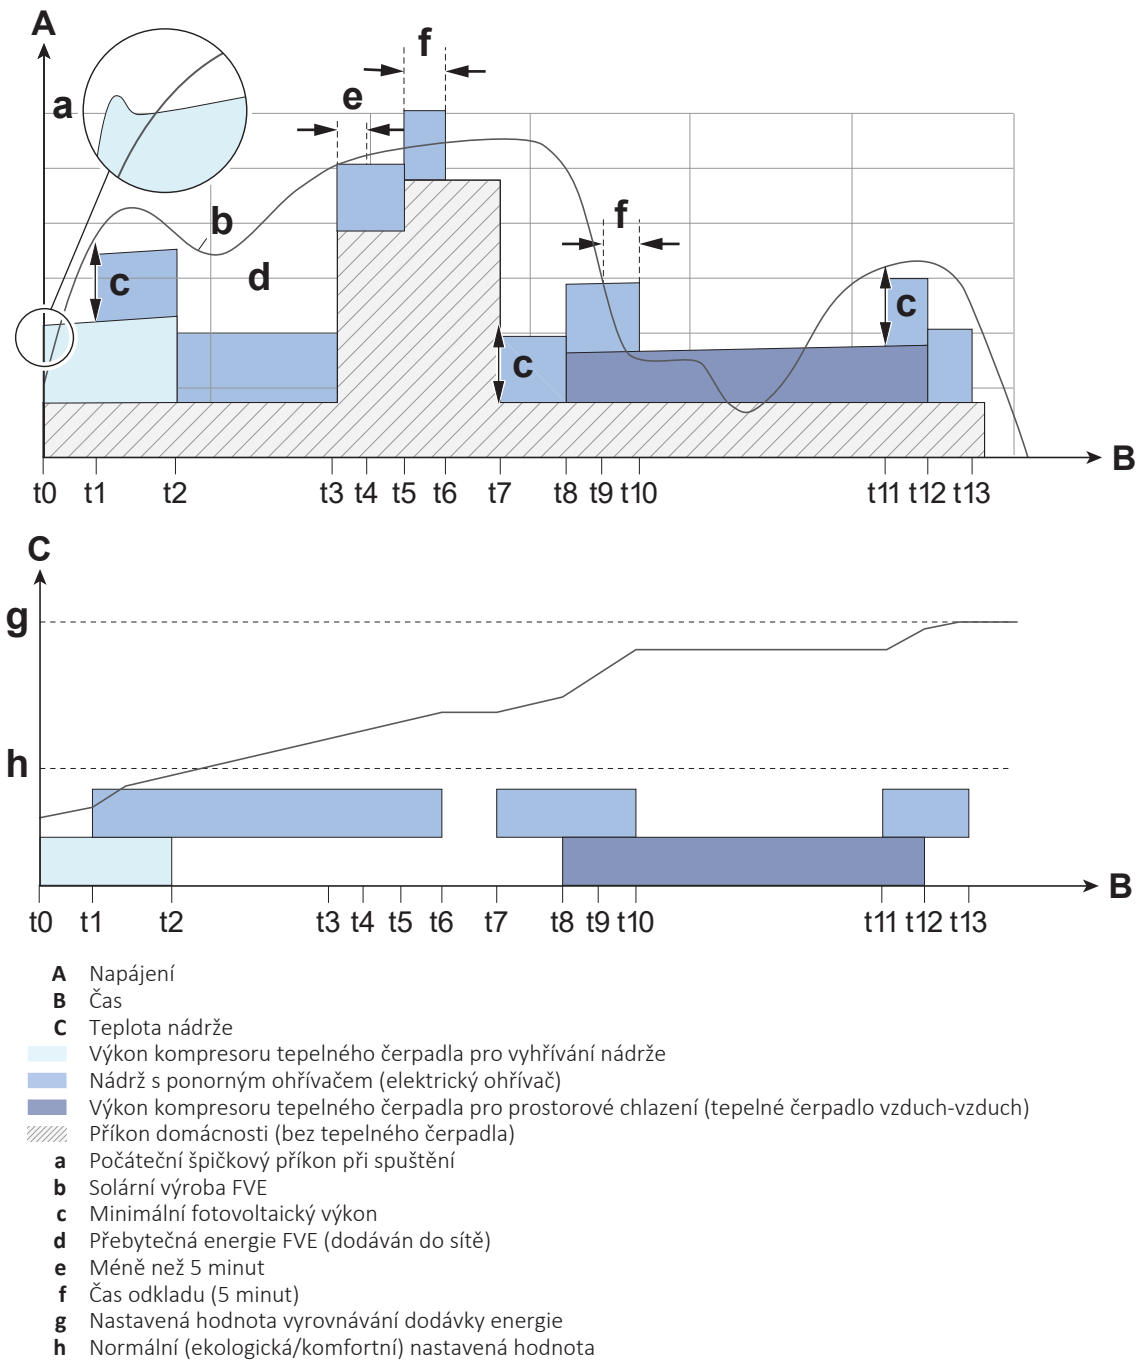 A
f
a
e
b
f
d
c
c
c
B
t0 t1 t2 t3 t4 t5 t6 t7 t8 t9 t10 t11 t12 t13
C
g
h
B
t0 t1 t2 t3 t4 t5 t6 t7 t8 t9 t10 t11 t12 t13
A Napájení
B Čas
C Teplota nádrže
Výkon kompresoru tepelného čerpadla pro vyhřívání nádrže
Nádrž s ponorným ohřívačem (elektrický ohřívač)
Výkon kompresoru tepelného čerpadla pro prostorové chlazení (tepelné čerpadlo vzduch-vzduch)
Příkon domácnosti (bez tepelného čerpadla)
a Počáteční špičkový příkon při spuštění
b Solární výroba FVE
c Minimální fotovoltaický výkon
d Přebytečná energie FVE (dodáván do sítě)
e Méně než 5 minut
f Čas odkladu (5 minut)
g Nastavená hodnota vyrovnávání dodávky energie
h Normální (ekologická/komfortní) nastavená hodnota